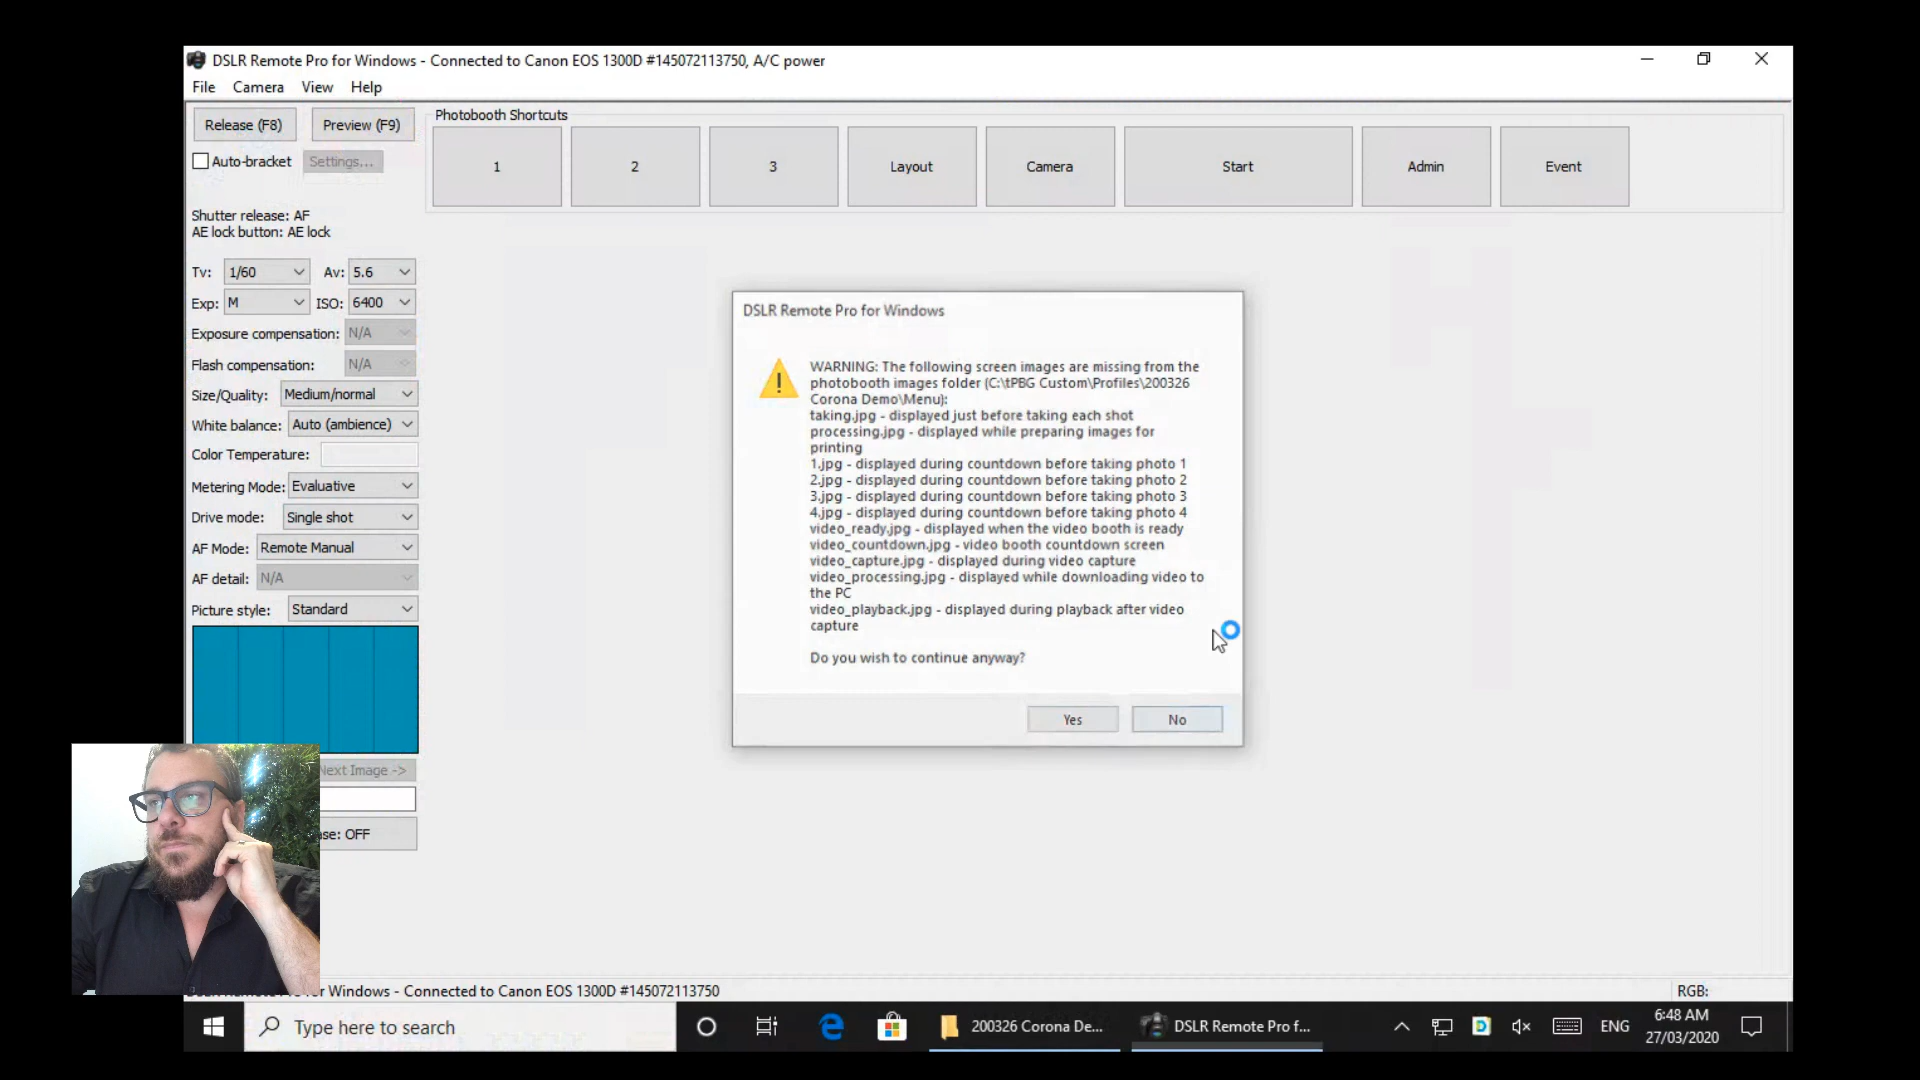 DSLR Remote Pro for Windows - Connected to Canon EOS 1300D #145072113750, A/C power
File Camera View Help
Release (F8) Preview (F9)
Auto-bracket Settings...
Photobooth Shortcuts
1 2 3 Layout Camera Start Admin Event
Shutter release: AF
AE lock button: AE lock
Tv: 1/60 Av: 5.6
Exp: M ISO: 6400
Exposure compensation: N/A
Flash compensation: N/A
Size/Quality: Medium/normal
White balance: Auto (ambience)
Color Temperature:
Metering Mode: Evaluative
Drive mode: Single shot
AF Mode: Remote Manual
AF detail: N/A
Picture style: Standard
Next Image ->
se: OFF
DSLR Remote Pro for Windows
WARNING: The following screen images are missing from the
photobooth images folder (C:\tPBG Custom\Profiles\200326
Corona Demo\Menu):
taking.jpg - displayed just before taking each shot
processing.jpg - displayed while preparing images for
printing
1.jpg - displayed during countdown before taking photo 1
2.jpg - displayed during countdown before taking photo 2
3.jpg - displayed during countdown before taking photo 3
4.jpg - displayed during countdown before taking photo 4
video_ready.jpg - displayed when the video booth is ready
video_countdown.jpg - video booth countdown screen
video_capture.jpg - displayed during video capture
video_processing.jpg - displayed while downloading video to
the PC
video_playback.jpg - displayed during playback after video
capture
Do you wish to continue anyway?
Yes No
for Windows - Connected to Canon EOS 1300D #145072113750
RGB:
Type here to search
200326 Corona De...
DSLR Remote Pro f...
ENG
6:48 AM
27/03/2020